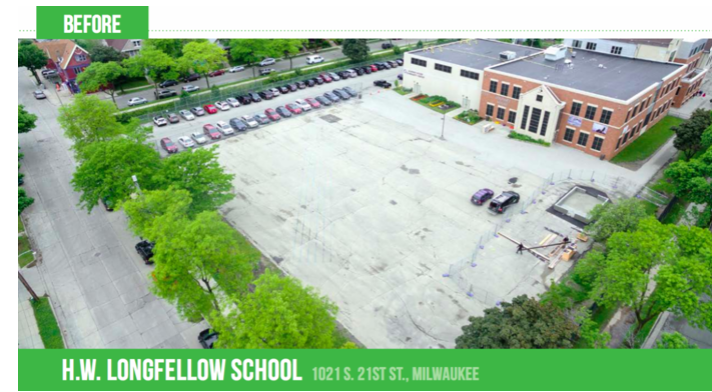 BEFORE
H.W. LONGFELLOW SCHOOL 1021 S. 21ST ST., MILWAUKEE